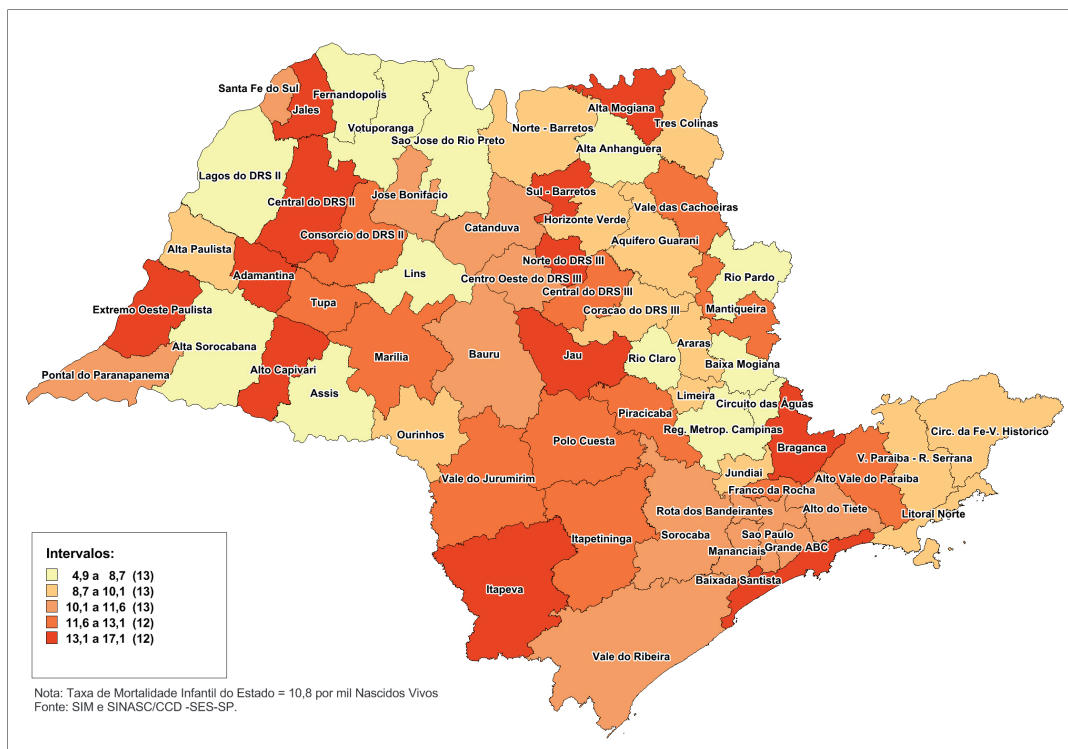 Santa Fe do Sul
Jales
Fernandopolis
Votuporanga
Sao Jose do Rio Preto
Norte - Barretos
Alta Mogiana
Tres Colinas
Alta Anhanguera
Lagos do DRS II
Central do DRS II
Jose Bonifacio
Sul - Barretos
Horizonte Verde
Vale das Cachoeiras
Consorcio do DRS II
Catanduva
Aquifero Guarani
Alta Paulista
Adamantina
Lins
Norte do DRS III
Centro Oeste do DRS III
Central do DRS III
Rio Pardo
Extremo Oeste Paulista
Tupa
Coracao do DRS III
Mantiqueira
Alta Sorocabana
Marilia
Bauru
Jau
Rio Claro
Araras
Baixa Mogiana
Pontal do Paranapanema
Alto Capivari
Assis
Limeira
Circuito das Águas
Piracicaba
Reg. Metrop. Campinas
Ourinhos
Polo Cuesta
Braganca
Circ. da Fe-V. Historico
V. Paraiba - R. Serrana
Jundiai
Vale do Jurumirim
Franco da Rocha
Alto Vale do Paraiba
Rota dos Bandeirantes
Alto do Tiete
Litoral Norte
Itapetininga
Sorocaba
Sao Paulo
Mananciais
Grande ABC
Baixada Santista
Itapeva
Vale do Ribeira
Intervalos:
4,9 a 8,7 (13)
8,7 a 10,1 (13)
10,1 a 11,6 (13)
11,6 a 13,1 (12)
13,1 a 17,1 (12)
Nota: Taxa de Mortalidade Infantil do Estado = 10,8 por mil Nascidos Vivos
Fonte: SIM e SINASC/CCD -SES-SP.